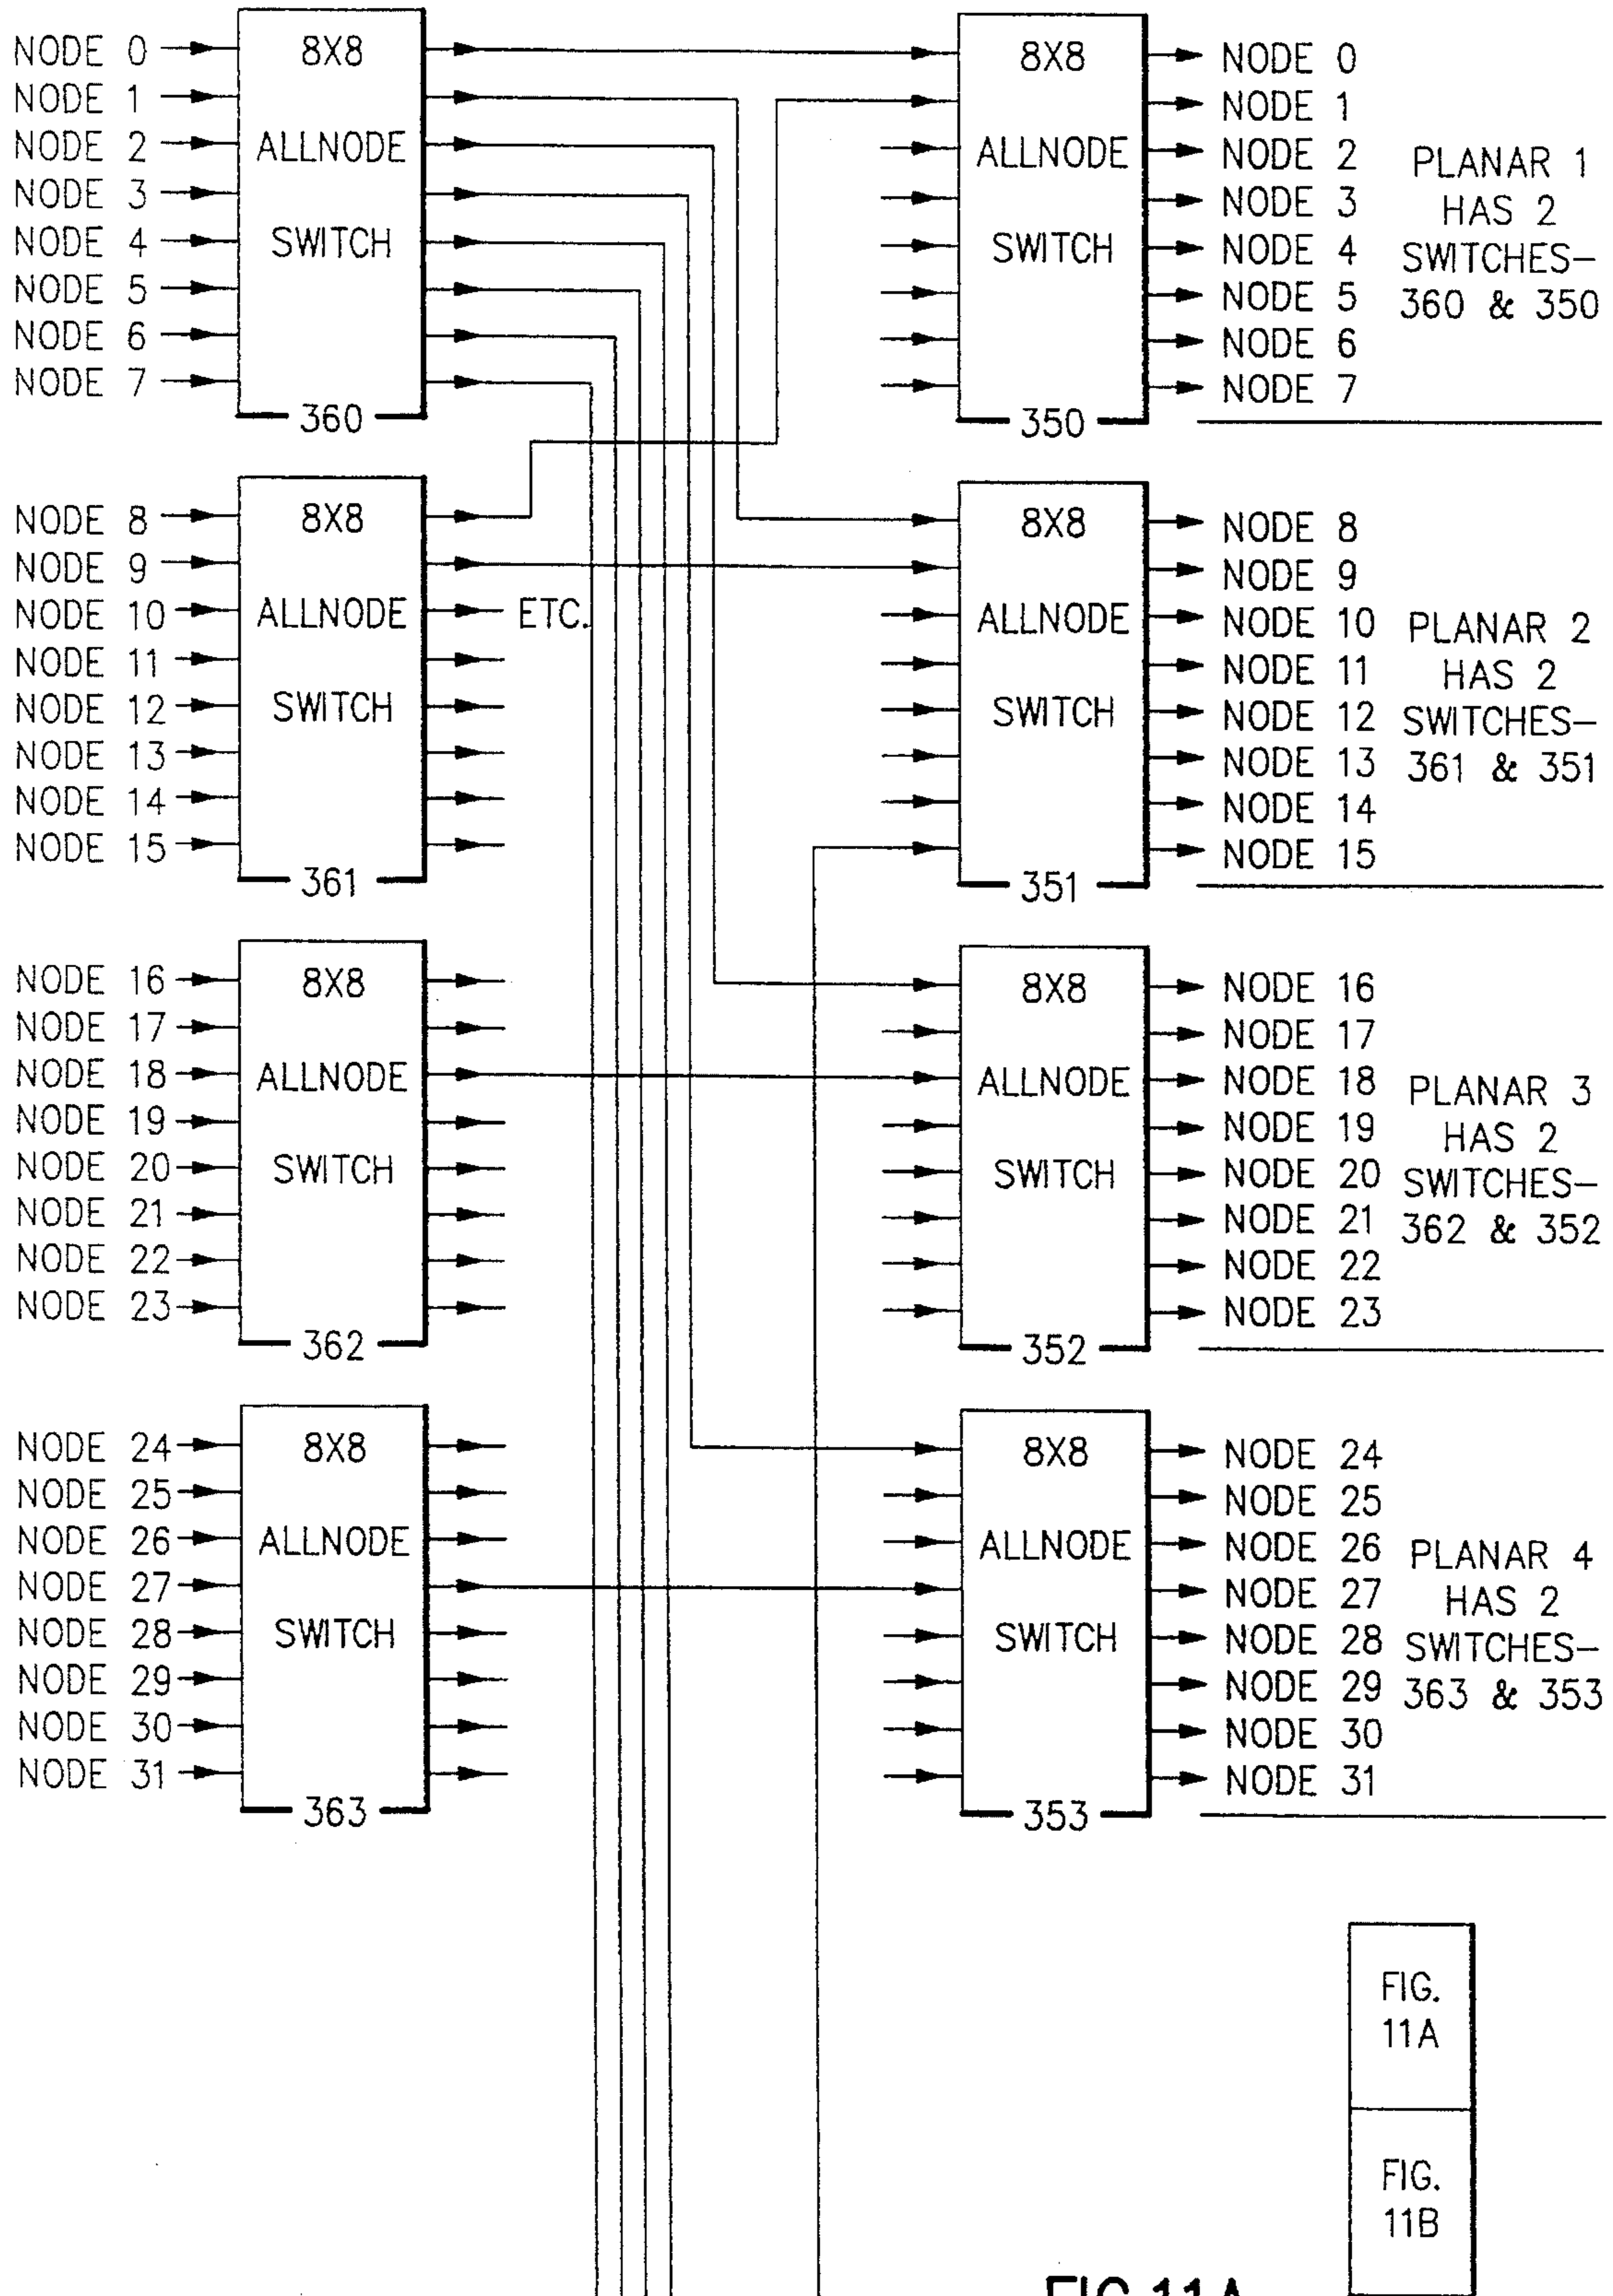 NODE 0
NODE 1
NODE 2
NODE 3
NODE 4
NODE 5
NODE 6
NODE 7
8X8
ALLNODE
SWITCH
360
8X8
ALLNODE
SWITCH
350
NODE 0
NODE 1
NODE 2
NODE 3
NODE 4
NODE 5
NODE 6
NODE 7
PLANAR 1
HAS 2
SWITCHES-
360 & 350
NODE 8
NODE 9
NODE 10
NODE 11
NODE 12
NODE 13
NODE 14
NODE 15
8X8
ALLNODE
SWITCH
361
ETC.
8X8
ALLNODE
SWITCH
351
NODE 8
NODE 9
NODE 10
NODE 11
NODE 12
NODE 13
NODE 14
NODE 15
PLANAR 2
HAS 2
SWITCHES-
361 & 351
NODE 16
NODE 17
NODE 18
NODE 19
NODE 20
NODE 21
NODE 22
NODE 23
8X8
ALLNODE
SWITCH
362
8X8
ALLNODE
SWITCH
352
NODE 16
NODE 17
NODE 18
NODE 19
NODE 20
NODE 21
NODE 22
NODE 23
PLANAR 3
HAS 2
SWITCHES-
362 & 352
NODE 24
NODE 25
NODE 26
NODE 27
NODE 28
NODE 29
NODE 30
NODE 31
8X8
ALLNODE
SWITCH
363
8X8
ALLNODE
SWITCH
353
NODE 24
NODE 25
NODE 26
NODE 27
NODE 28
NODE 29
NODE 30
NODE 31
PLANAR 4
HAS 2
SWITCHES-
363 & 353
FIG.
11A
FIG.
11B
FIG.11A